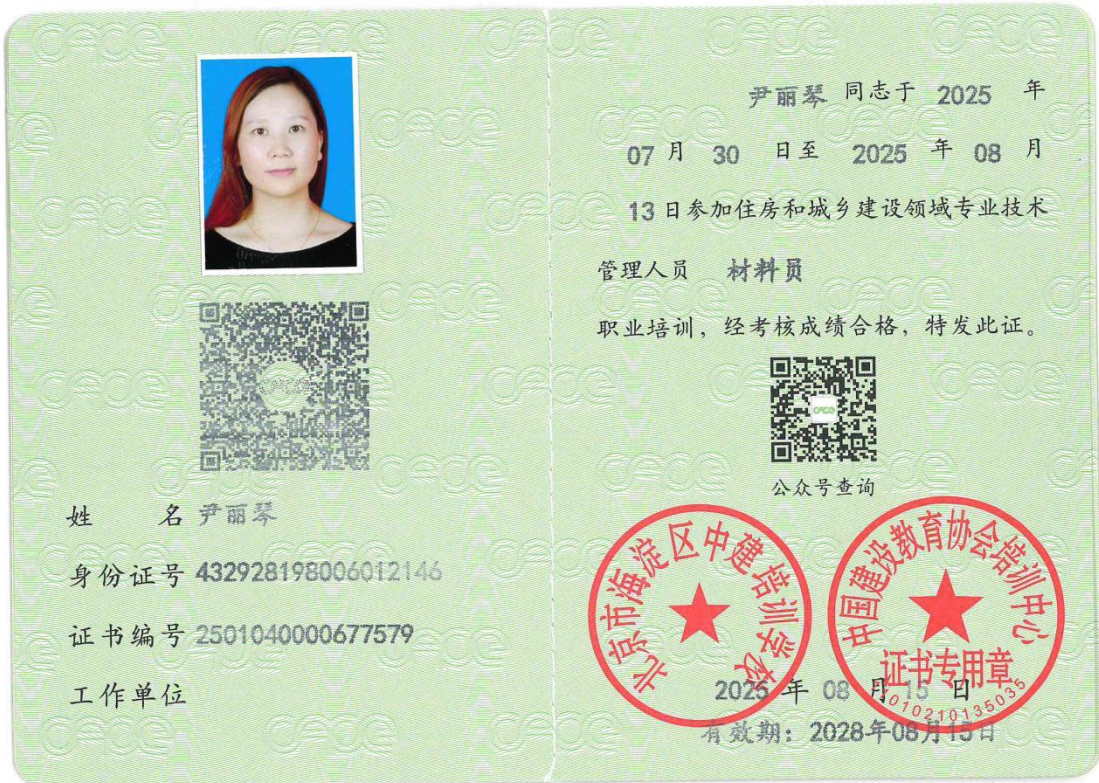 姓 名 尹丽琴
身份证号 432928198006012146
证书编号 2501040000677579
工作单位
尹丽琴 同志于 2025 年
07 月 30 日至 2025 年 08 月
13 日参加住房和城乡建设领域专业技术
管理人员 材料员
职业培训，经考核成绩合格，特发此证。
公众号查询
北京市海淀区中建培训学校
中国建设教育协会培训中心
证书专用章
2025 年 08 月 15 日
有效期：2028年08月15日
cece